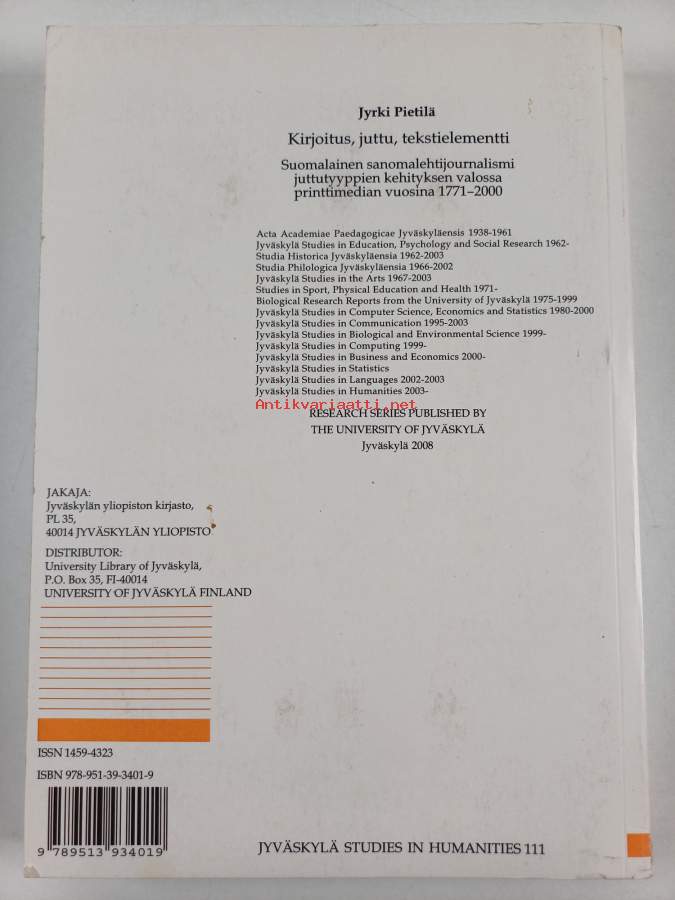 Jyrki Pietilä
Kirjoitus, juttu, tekstielementti
Suomalainen sanomalehtijournalismi
juttutyyppien kehityksen valossa
printtimedian vuosina 1771–2000
Acta Academiae Paedagogicae Jyväskyläensis 1938-1961
Jyväskylä Studies in Education, Psychology and Social Research 1962-
Studia Historica Jyväskyläensia 1962-2003
Studia Philologica Jyväskyläensia 1966-2002
Jyväskylä Studies in the Arts 1967-2003
Studies in Sport, Physical Education and Health 1971-
Biological Research Reports from the University of Jyväskylä 1975-1999
Jyväskylä Studies in Computer Science, Economics and Statistics 1980-2000
Jyväskylä Studies in Communication 1995-2003
Jyväskylä Studies in Biological and Environmental Science 1999-
Jyväskylä Studies in Computing 1999-
Jyväskylä Studies in Business and Economics 2000-
Jyväskylä Studies in Statistics
Jyväskylä Studies in Languages 2002-2003
Jyväskylä Studies in Humanities 2003-
Antikvariaatti.net
RESEARCH SERIES PUBLISHED BY
THE UNIVERSITY OF JYVÄSKYLÄ
Jyväskylä 2008
JAKAJA:
Jyväskylän yliopiston kirjasto,
PL 35,
40014 JYVÄSKYLÄN YLIOPISTO
DISTRIBUTOR:
University Library of Jyväskylä,
P.O. Box 35, FI-40014
UNIVERSITY OF JYVÄSKYLÄ FINLAND
ISSN 1459-4323
ISBN 978-951-39-3401-9
9 789513 934019
JYVÄSKYLÄ STUDIES IN HUMANITIES 111